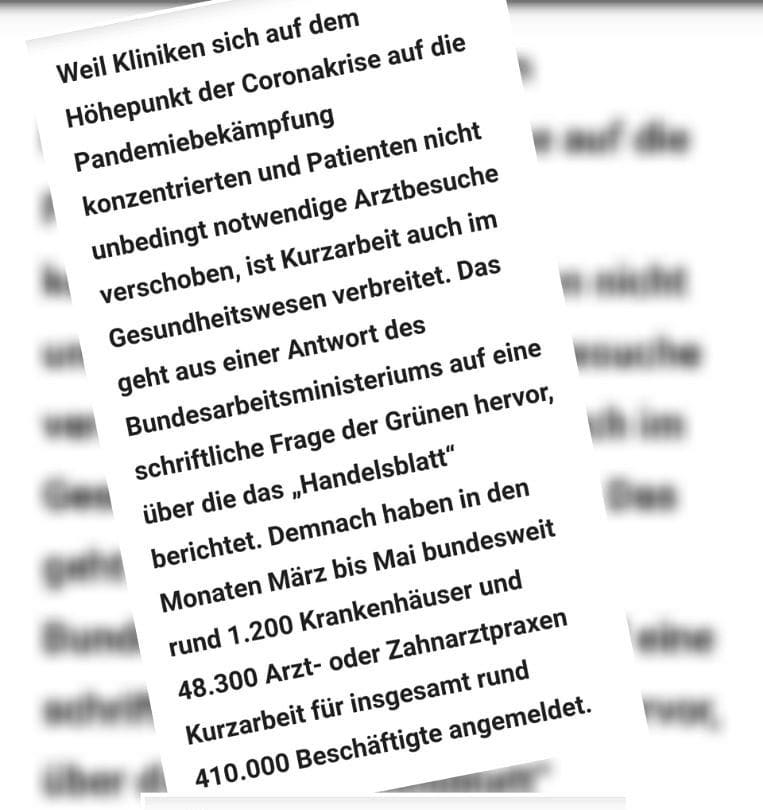 Weil Kliniken sich auf dem
Höhepunkt der Coronakrise auf die
Pandemiebekämpfung
konzentrierten und Patienten nicht
unbedingt notwendige Arztbesuche
verschoben, ist Kurzarbeit auch im
Gesundheitswesen verbreitet. Das
geht aus einer Antwort des
Bundesarbeitsministeriums auf eine
schriftliche Frage der Grünen hervor,
über die das „Handelsblatt“
berichtet. Demnach haben in den
Monaten März bis Mai bundesweit
rund 1.200 Krankenhäuser und
48.300 Arzt- oder Zahnarztpraxen
Kurzarbeit für insgesamt rund
410.000 Beschäftigte angemeldet.